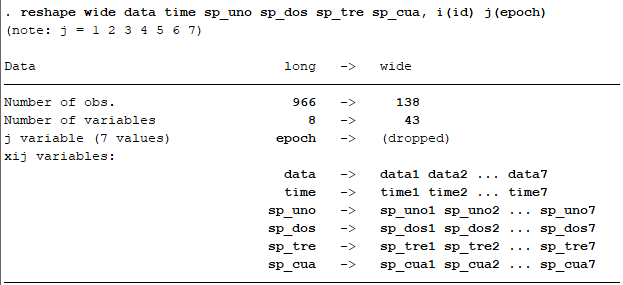 . reshape wide data time sp_uno sp_dos sp_tre sp_cua, i(id) j(epoch)
(note: j = 1 2 3 4 5 6 7)
Data long -> wide
Number of obs. 966 -> 138
Number of variables 8 -> 43
j variable (7 values) epoch -> (dropped)
xij variables:
data -> data1 data2 ... data7
time -> time1 time2 ... time7
sp_uno -> sp_uno1 sp_uno2 ... sp_uno7
sp_dos -> sp_dos1 sp_dos2 ... sp_dos7
sp_tre -> sp_tre1 sp_tre2 ... sp_tre7
sp_cua -> sp_cua1 sp_cua2 ... sp_cua7